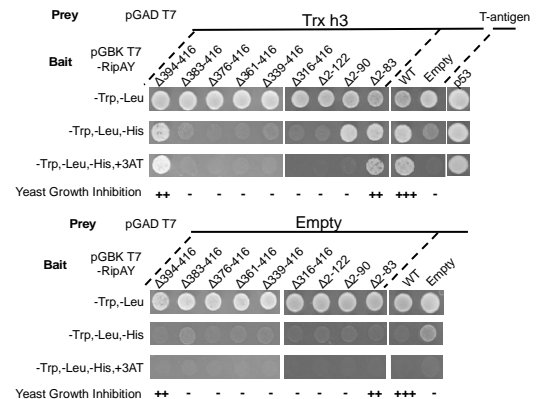 Prey pGAD T7 Trx h3 T-antigen
Bait pGBK T7 -RipAY Δ394-416 Δ383-416 Δ376-416 Δ361-416 Δ339-416 Δ316-416 Δ2-122 Δ2-90 Δ2-83 WT Empty p53
-Trp,-Leu
-Trp,-Leu,-His
-Trp,-Leu,-His,+3AT
Yeast Growth Inhibition ++ - - - - - - - ++ +++ -
Prey pGAD T7 Empty
Bait pGBK T7 -RipAY Δ394-416 Δ383-416 Δ376-416 Δ361-416 Δ339-416 Δ316-416 Δ2-122 Δ2-90 Δ2-83 WT Empty
-Trp,-Leu
-Trp,-Leu,-His
-Trp,-Leu,-His,+3AT
Yeast Growth Inhibition ++ - - - - - - - ++ +++ -